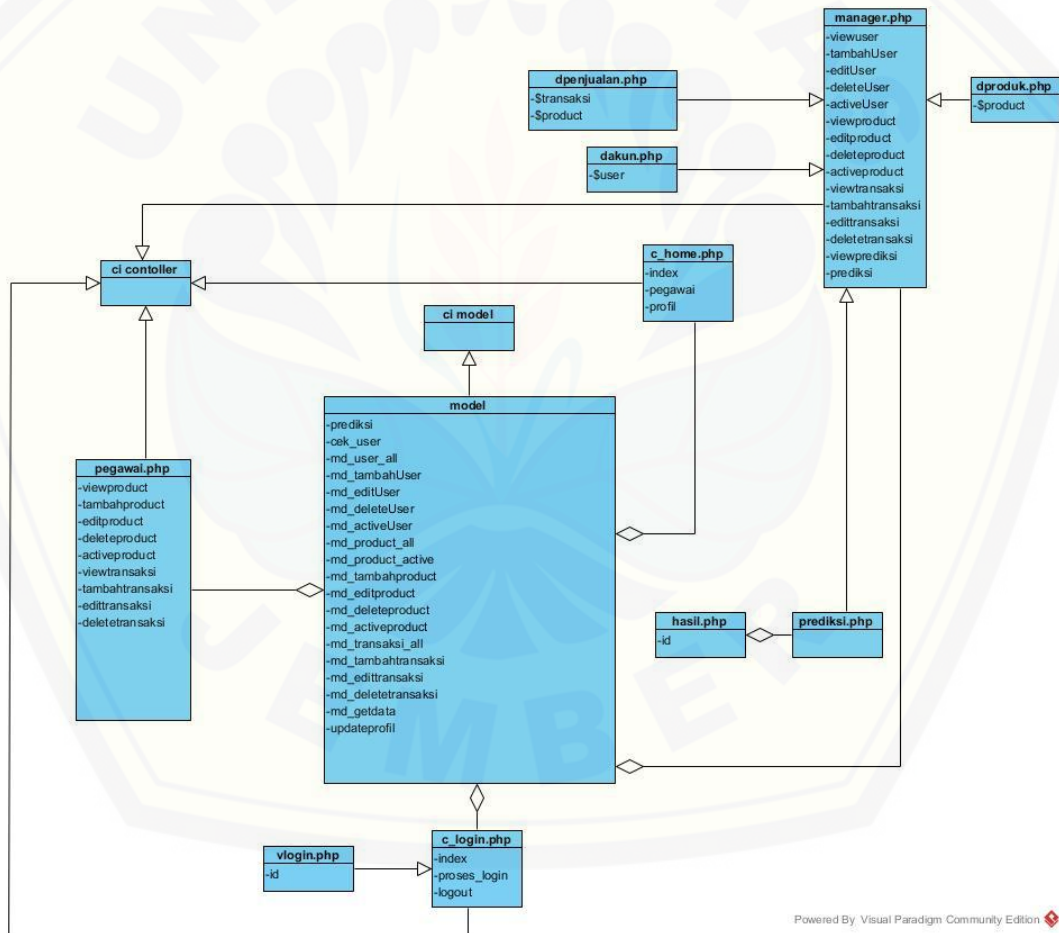 manager.php
-viewuser
-tambahUser
-editUser
-deleteUser
-activeUser
-viewproduct
-editproduct
-deleteproduct
-activeproduct
-viewtransaksi
-tambahtransaksi
-edittransaksi
-deletetransaksi
-viewprediksi
-prediksi
dpenjualan.php
-$transaksi
-$product
dproduk.php
-$product
dakun.php
-$user
c_home.php
-index
-pegawai
-profil
ci contoller
ci model
model
-prediksi
-cek_user
-md_user_all
-md_tambahUser
-md_editUser
-md_deleteUser
-md_activeUser
-md_product_all
-md_product_active
-md_tambahproduct
-md_editproduct
-md_deleteproduct
-md_activeproduct
-md_transaksi_all
-md_tambahtransaksi
-md_edittransaksi
-md_deletetransaksi
-md_getdata
-updateprofil
pegawai.php
-viewproduct
-tambahproduct
-editproduct
-deleteproduct
-activeproduct
-viewtransaksi
-tambahtransaksi
-edittransaksi
-deletetransaksi
hasil.php
-id
prediksi.php
c_login.php
-index
-proses_login
-logout
vlogin.php
-id
JEMBER
Powered By Visual Paradigm Community Edition